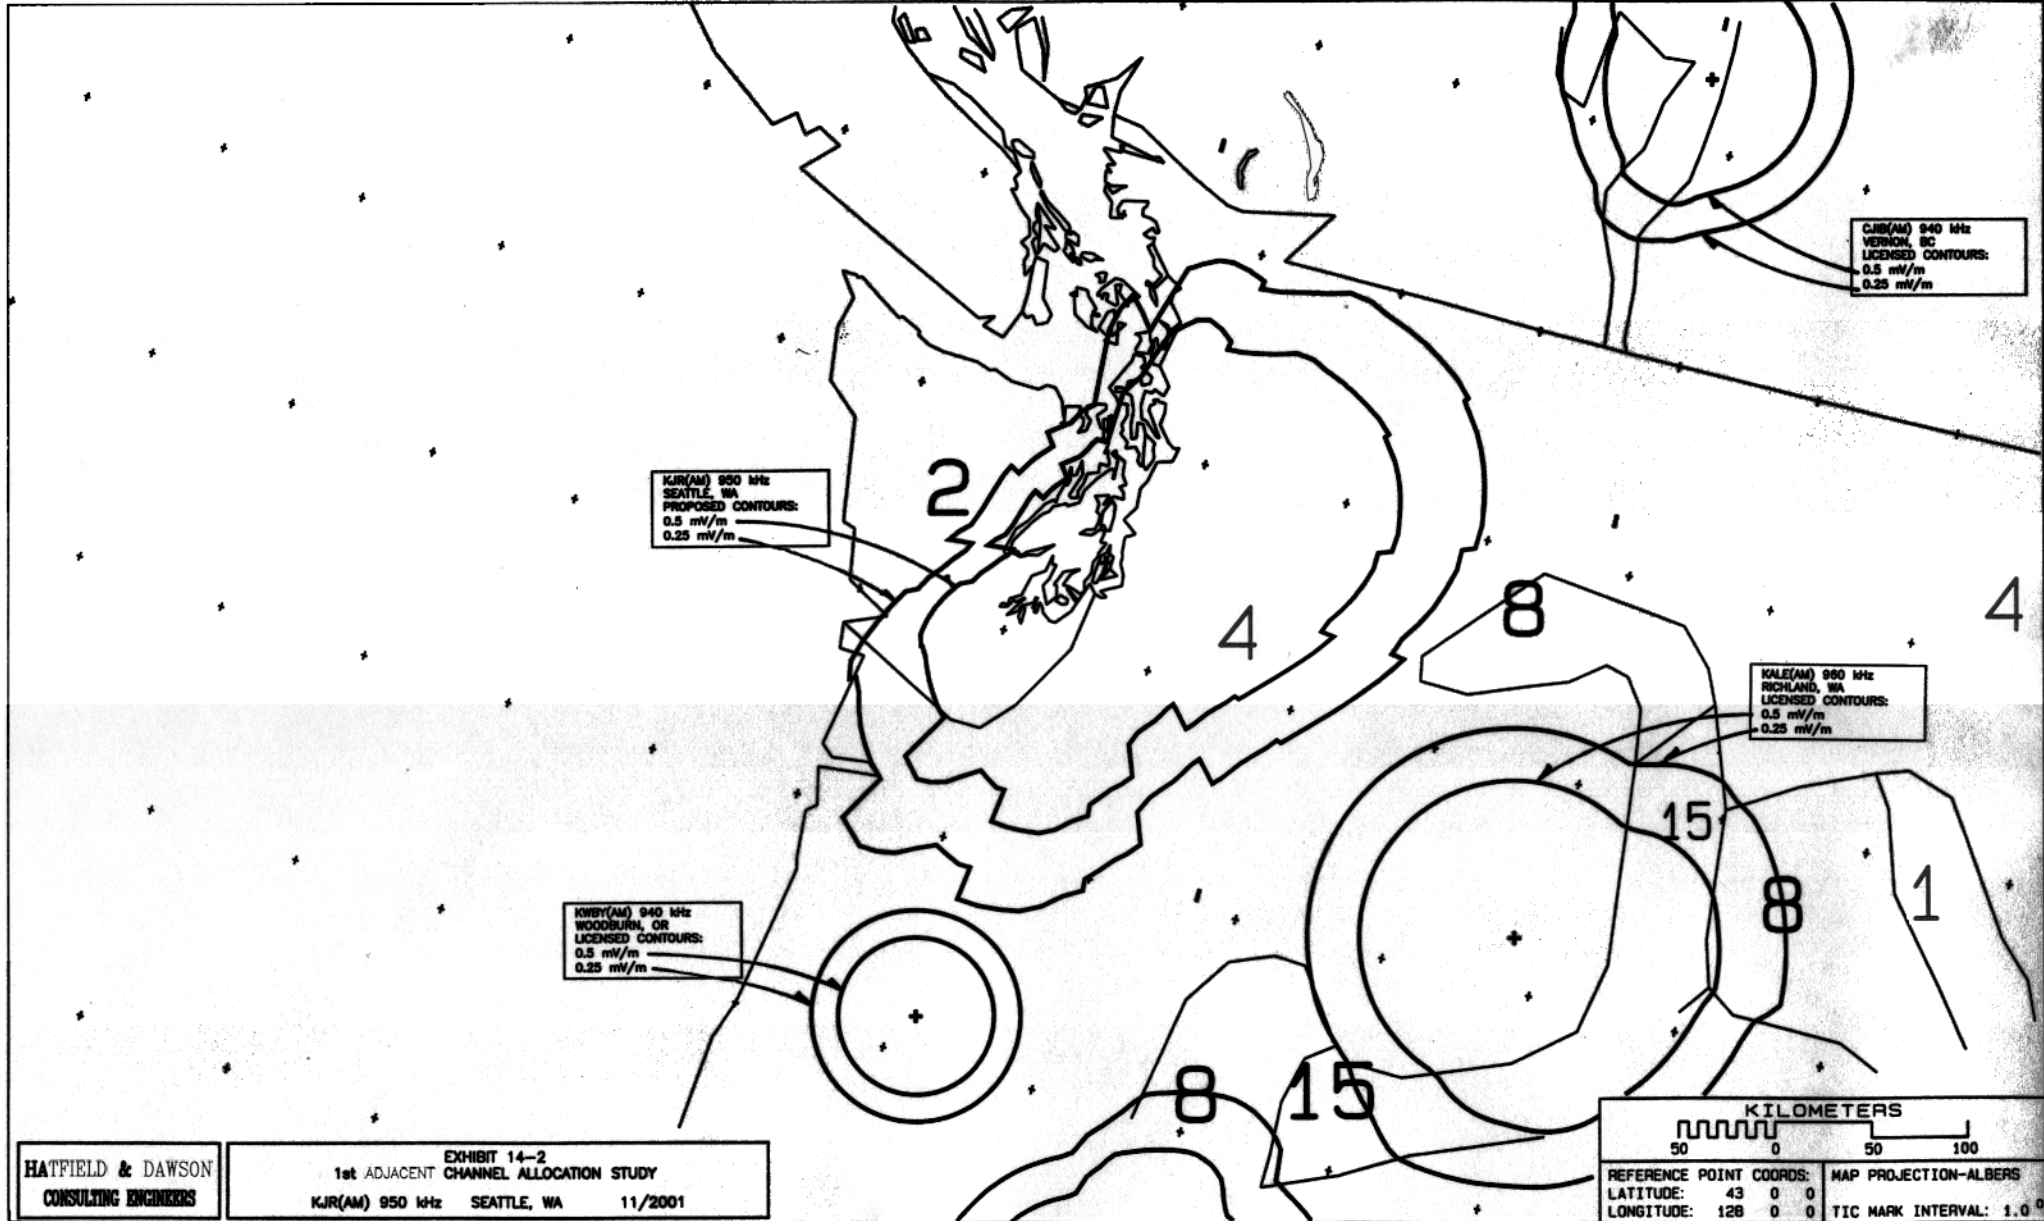 CJIB(AM) 940 kHz
VERNON, BC
LICENSED CONTOURS:
0.5 mV/m
0.25 mV/m
KJR(AM) 950 kHz
SEATTLE, WA
PROPOSED CONTOURS:
0.5 mV/m
0.25 mV/m
2
4
8
4
KALE(AM) 960 kHz
RICHLAND, WA
LICENSED CONTOURS:
0.5 mV/m
0.25 mV/m
15
8
1
KWBY(AM) 940 kHz
WOODBURN, OR
LICENSED CONTOURS:
0.5 mV/m
0.25 mV/m
8
15
KILOMETERS
50 0 50 100
REFERENCE POINT COORDS:
LATITUDE: 43 0 0
LONGITUDE: 128 0 0
MAP PROJECTION-ALBERS
TIC MARK INTERVAL: 1.0
HATFIELD & DAWSON
CONSULTING ENGINEERS
EXHIBIT 14-2
1st ADJACENT CHANNEL ALLOCATION STUDY
KJR(AM) 950 kHz SEATTLE, WA 11/2001